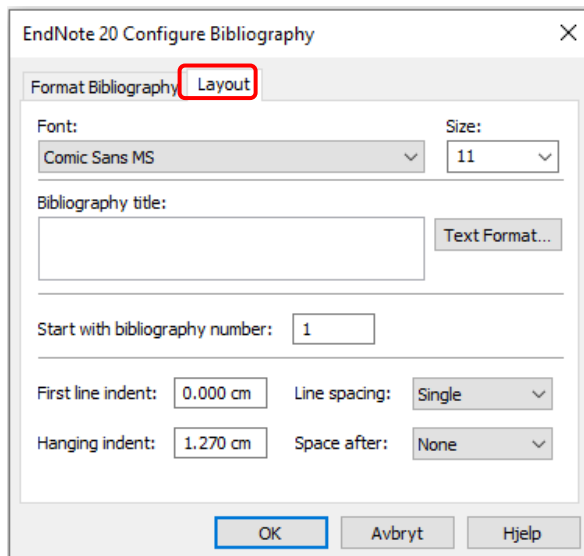 EndNote 20 Configure Bibliography
Format Bibliography Layout
Font: Size:
Comic Sans MS 11
Bibliography title:
Text Format...
Start with bibliography number: 1
First line indent: 0.000 cm Line spacing: Single
Hanging indent: 1.270 cm Space after: None
OK Avbryt Hjelp